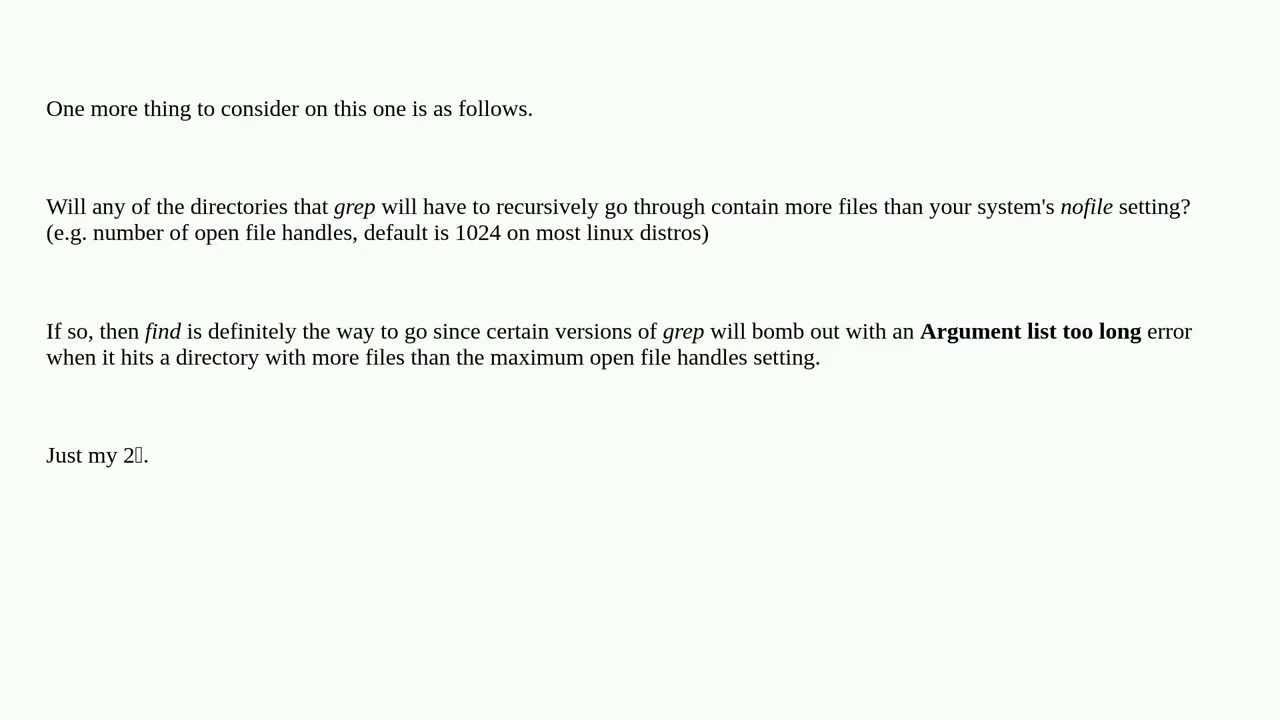 One more thing to consider on this one is as follows.
Will any of the directories that grep will have to recursively go through contain more files than your system's nofile setting?
(e.g. number of open file handles, default is 1024 on most linux distros)
If so, then find is definitely the way to go since certain versions of grep will bomb out with an Argument list too long error
when it hits a directory with more files than the maximum open file handles setting.
Just my 2.